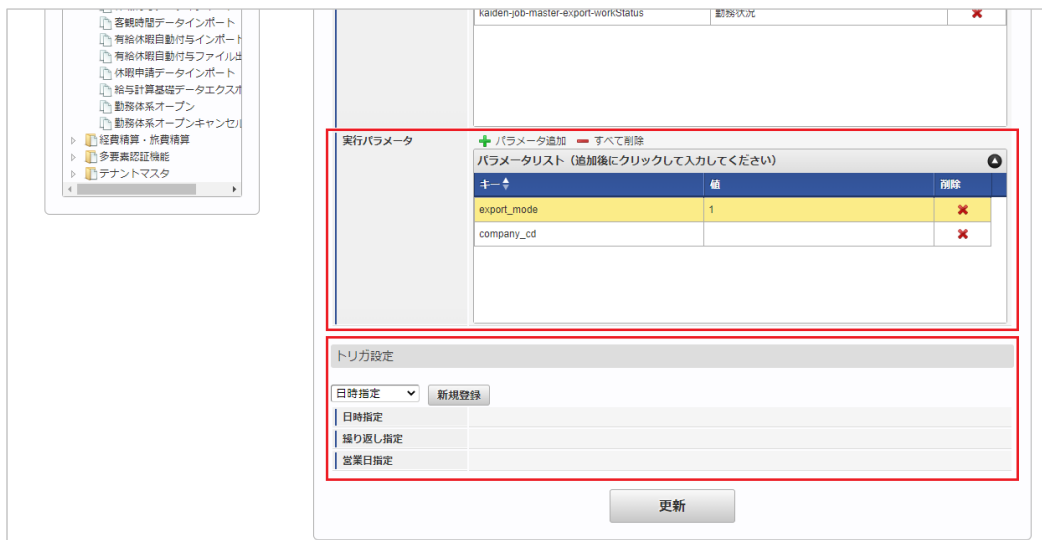 客観時間データインポート
有給休暇自動付与インポート
有給休暇自動付与ファイル出
休暇申請データインポート
給与計算基礎データエクスポ
勤務体系オープン
勤務体系オープンキャンセル
経費精算・旅費精算
多要素認証機能
テナントマスタ
kaiden-job-master-export-workStatus 勤務状況
実行パラメータ
パラメータ追加 すべて削除
パラメータリスト（追加後にクリックして入力してください）
キー 値 削除
export_mode 1
company_cd
トリガ設定
日時指定 新規登録
日時指定
繰り返し指定
営業日指定
更新